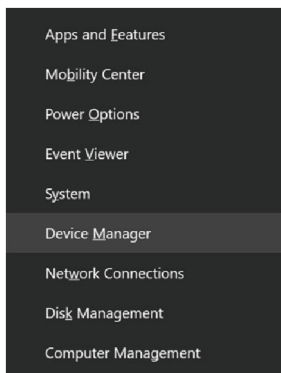 Apps and Features
Mobility Center
Power Options
Event Viewer
System
Device Manager
Network Connections
Disk Management
Computer Management